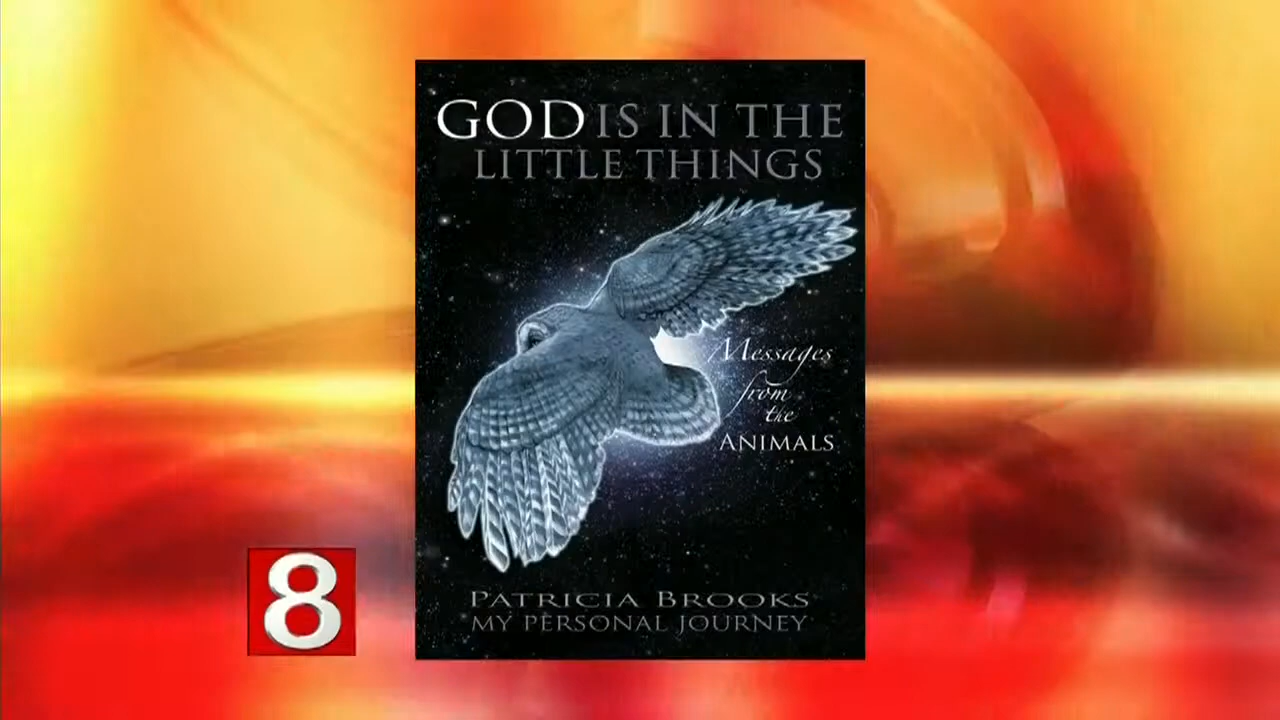 GOD IS IN THE
LITTLE THINGS
Messages
from
the
ANIMALS
PATRICIA BROOKS
MY PERSONAL JOURNEY
8